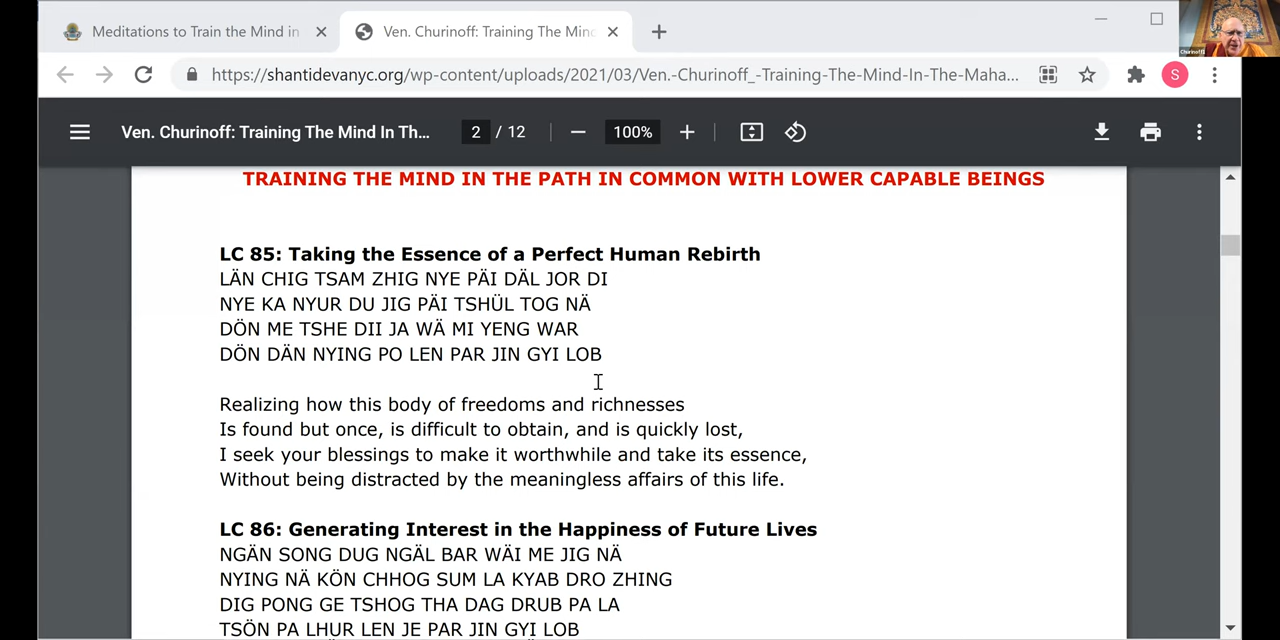 Meditations to Train the Mind in
Ven. Churinoff: Training The Mind
https://shantidevanyc.org/wp-content/uploads/2021/03/Ven.-Churinoff_-Training-The-Mind-In-The-Maha...
S
Churinoff
Ven. Churinoff: Training The Mind In Th...
2 / 12
100%
TRAINING THE MIND IN THE PATH IN COMMON WITH LOWER CAPABLE BEINGS
LC 85: Taking the Essence of a Perfect Human Rebirth
LÄN CHIG TSAM ZHIG NYE PÄI DÄL JOR DI
NYE KA NYUR DU JIG PÄI TSHÜL TOG NÄ
DÖN ME TSHE DII JA WÄ MI YENG WAR
DÖN DÄN NYING PO LEN PAR JIN GYI LOB
Realizing how this body of freedoms and richnesses
Is found but once, is difficult to obtain, and is quickly lost,
I seek your blessings to make it worthwhile and take its essence,
Without being distracted by the meaningless affairs of this life.
LC 86: Generating Interest in the Happiness of Future Lives
NGÄN SONG DUG NGÄL BAR WÄI ME JIG NÄ
NYING NÄ KÖN CHHOG SUM LA KYAB DRO ZHING
DIG PONG GE TSHOG THA DAG DRUB PA LA
TSÖN PA LHUR LEN JE PAR JIN GYI LOB